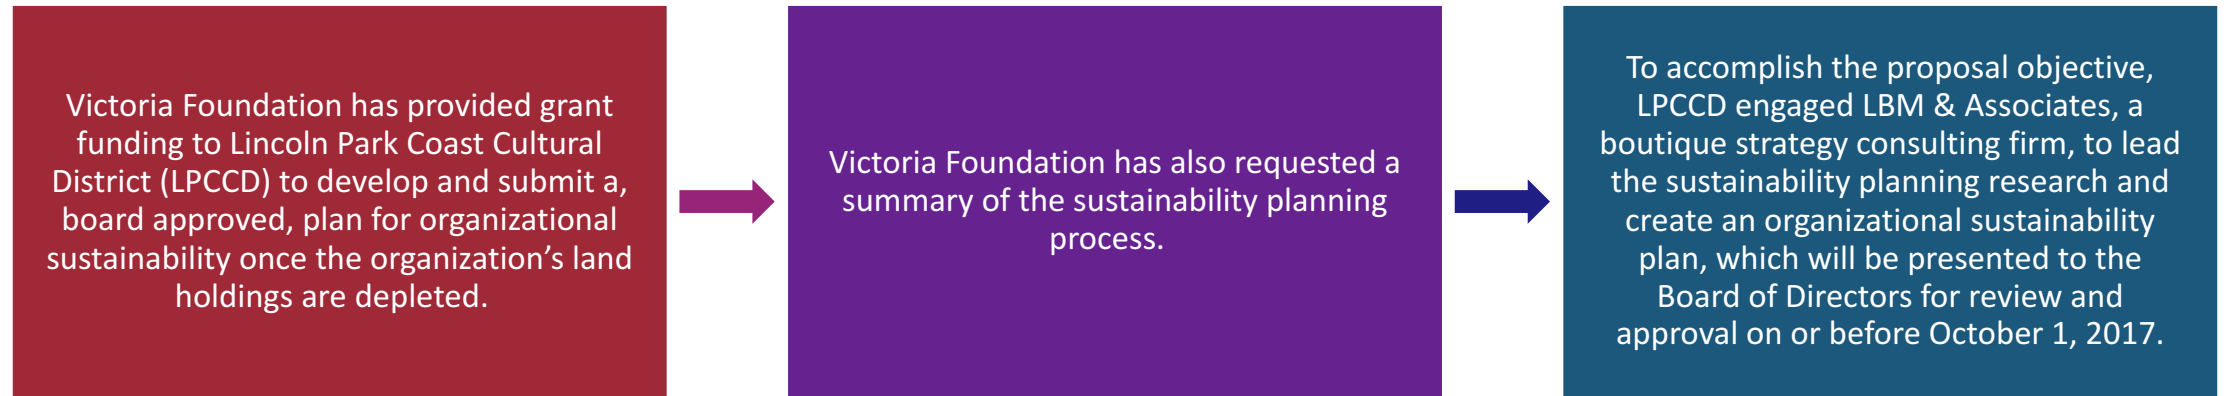 Victoria Foundation has provided grant
funding to Lincoln Park Coast Cultural
District (LPCCD) to develop and submit a,
board approved, plan for organizational
sustainability once the organization’s land
holdings are depleted.
Victoria Foundation has also requested a
summary of the sustainability planning
process.
To accomplish the proposal objective,
LPCCD engaged LBM & Associates, a
boutique strategy consulting firm, to lead
the sustainability planning research and
create an organizational sustainability
plan, which will be presented to the
Board of Directors for review and
approval on or before October 1, 2017.